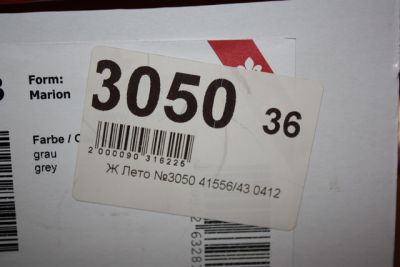 Form:
Marion
Farbe / C
grau
grey
3050 36
2 000090 316225
Ж Лето №3050 41556/43 0412